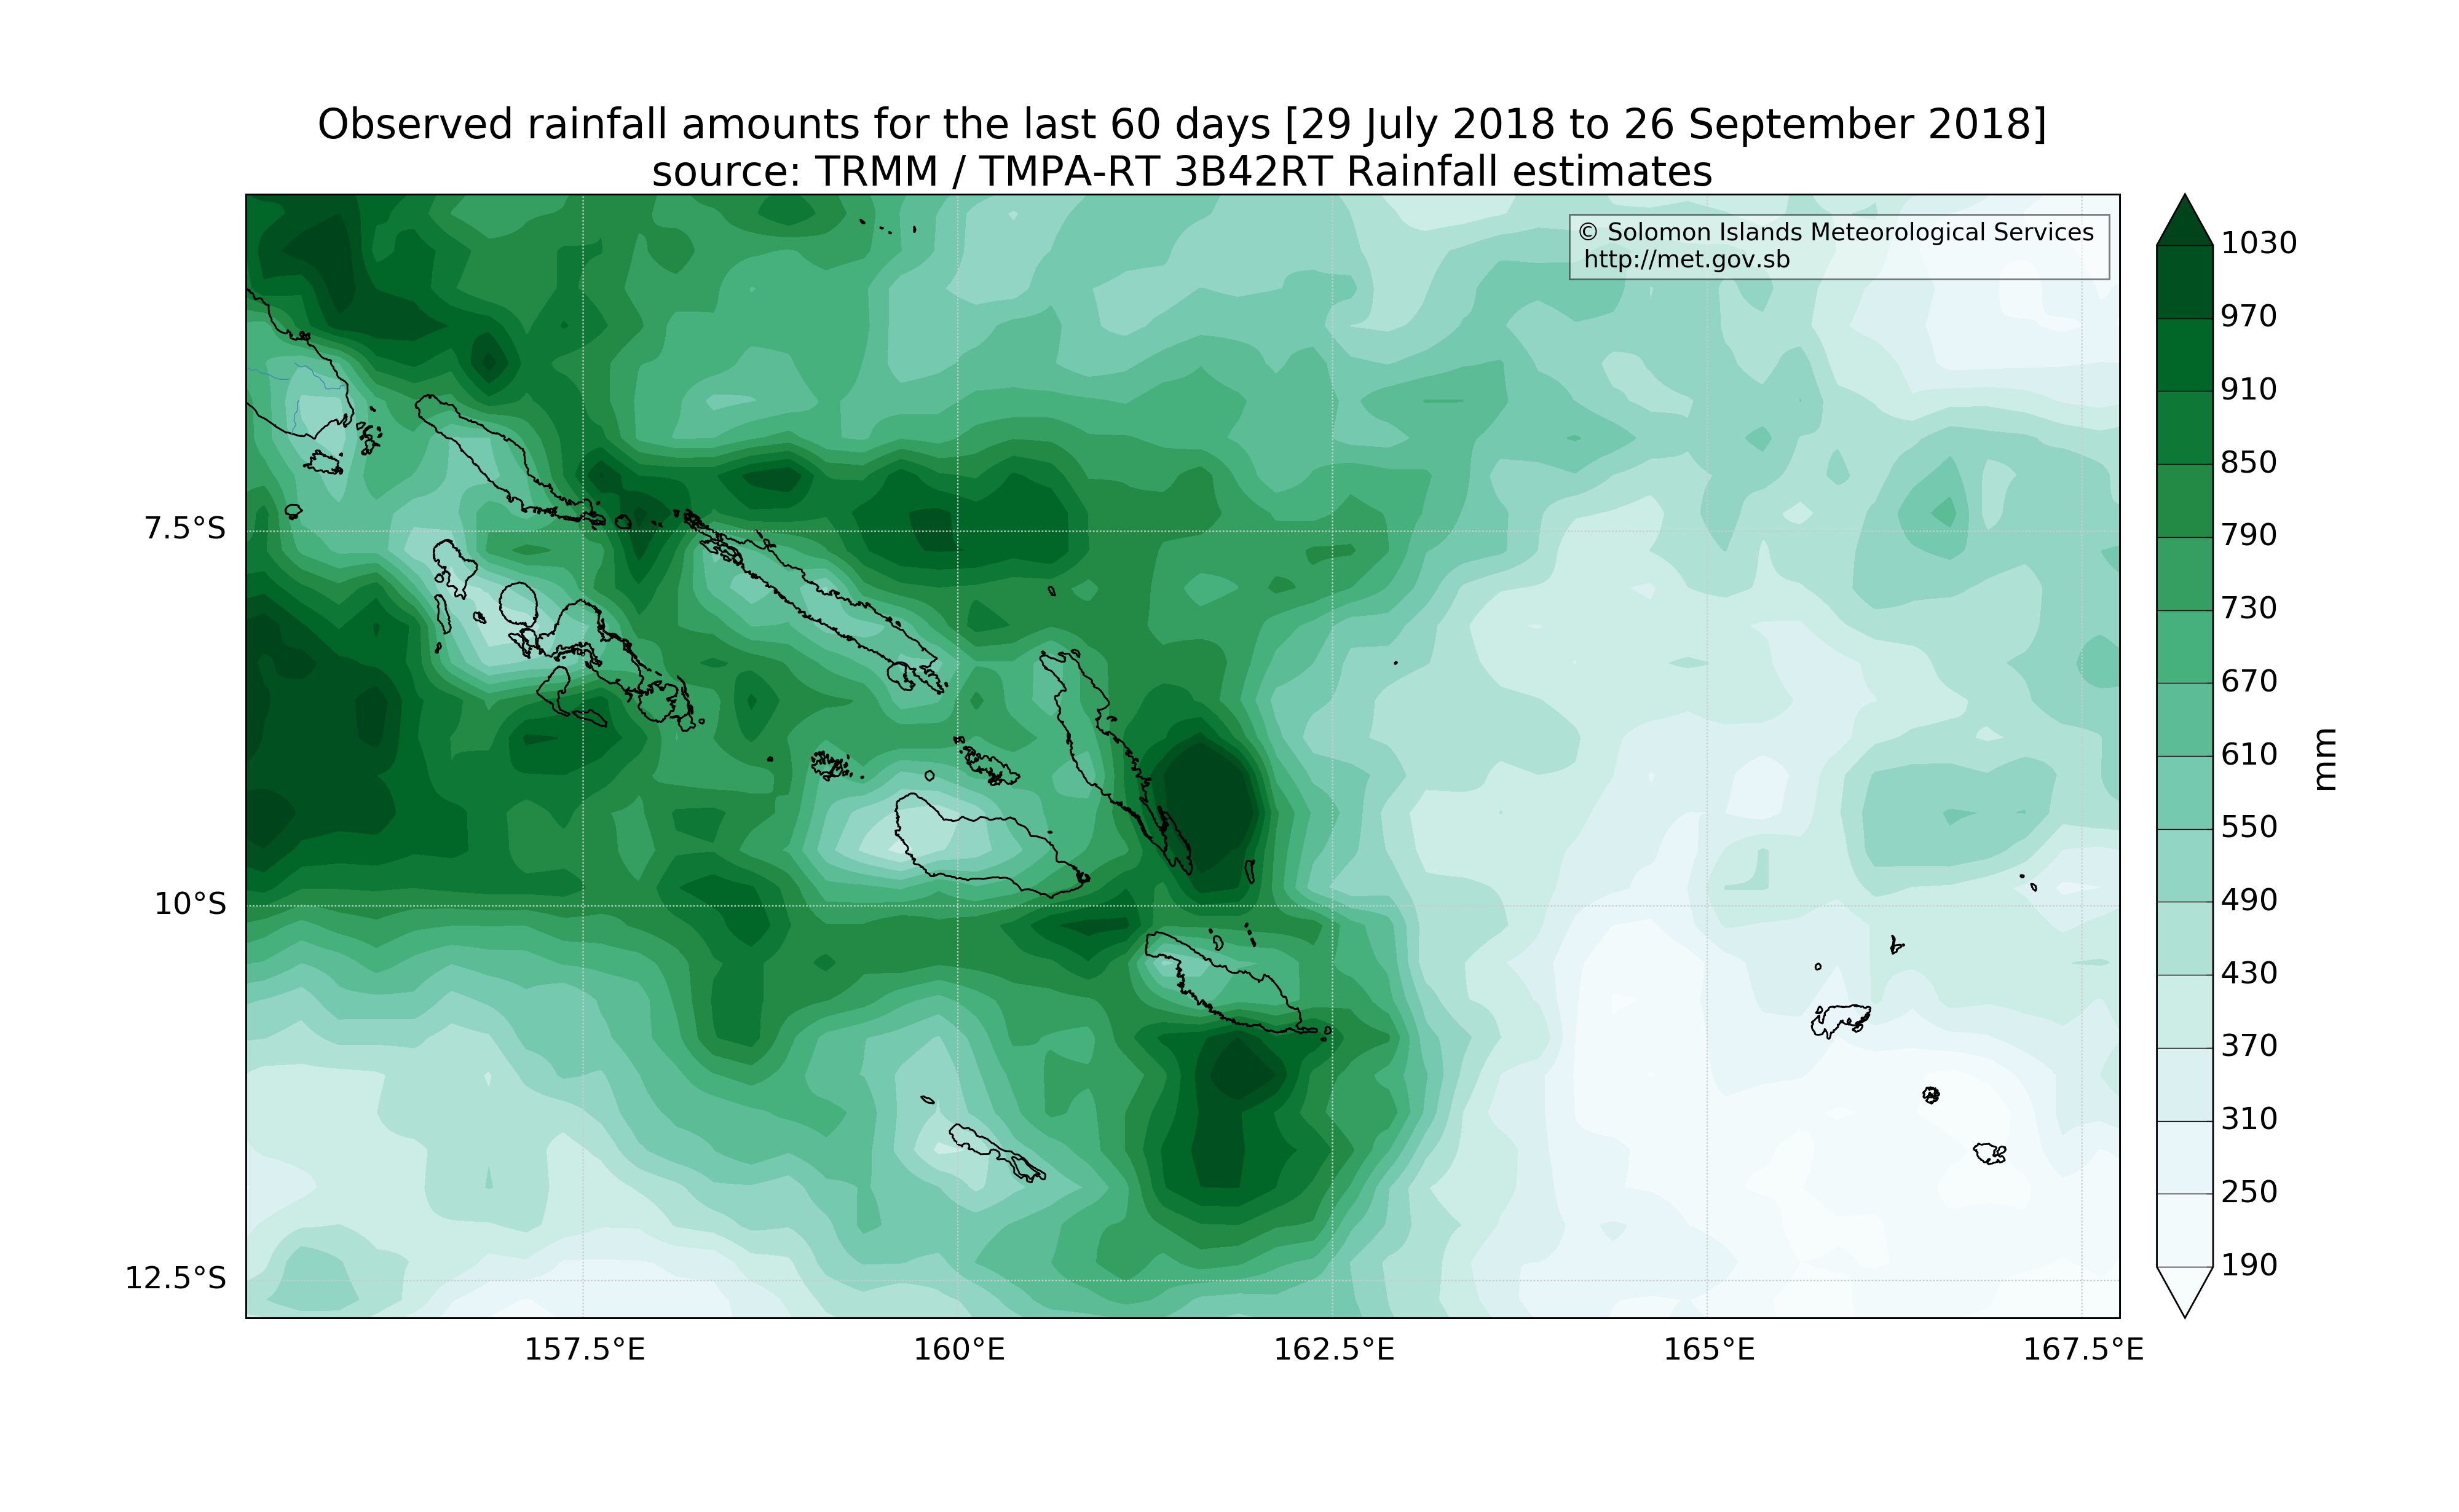 Observed rainfall amounts for the last 60 days [29 July 2018 to 26 September 2018]
source: TRMM / TMPA-RT 3B42RT Rainfall estimates
© Solomon Islands Meteorological Services
http://met.gov.sb
7.5°S
10°S
12.5°S
157.5°E
160°E
162.5°E
165°E
167.5°E
1030
970
910
850
790
730
670
610
550
490
430
370
310
250
190
mm